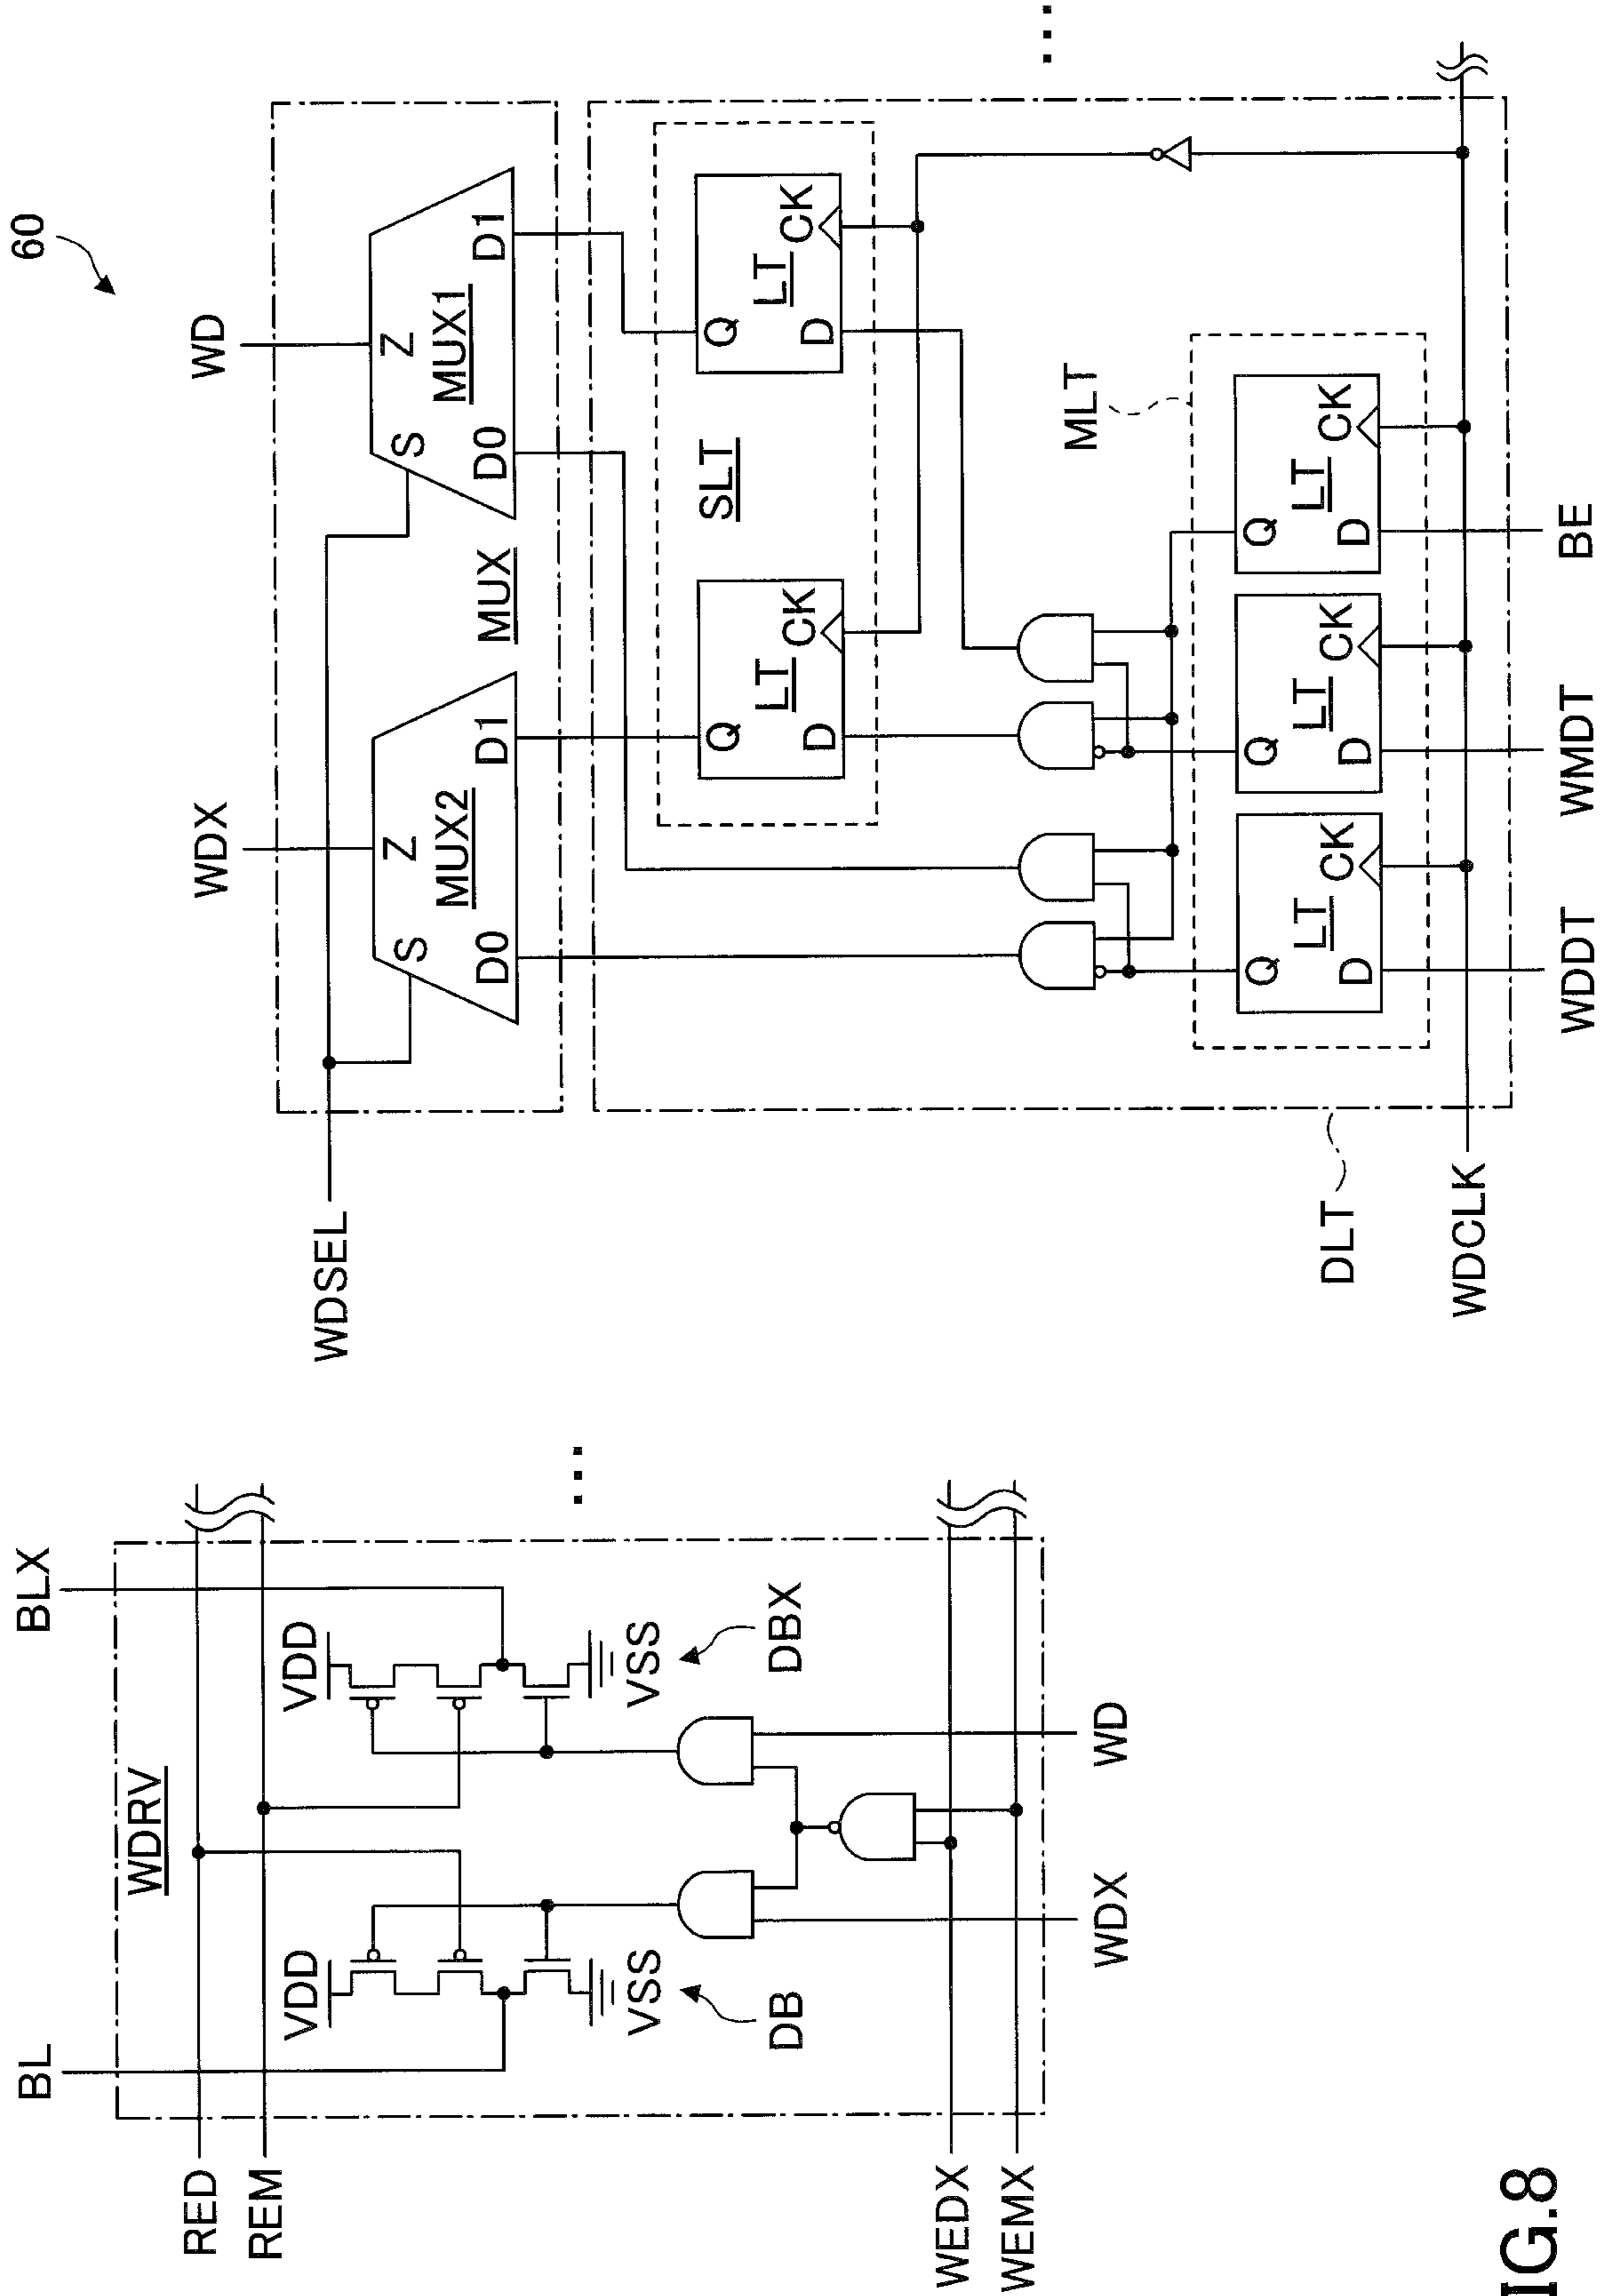 60
WD
WDX
WDSEL
Z
MUX1
S
D0
D1
Z
MUX2
S
D0
D1
MUX
Q
LT
D
CK
Q
LT
D
CK
SLT
MLT
Q
LT
D
CK
Q
LT
D
CK
Q
LT
D
CK
DLT
WDCLK
WDDT
WMDT
BE
BL
BLX
RED
REM
WDRV
VDD
VDD
VSS
VSS
DB
DBX
WEDX
WEMX
WDX
WD
IG.8